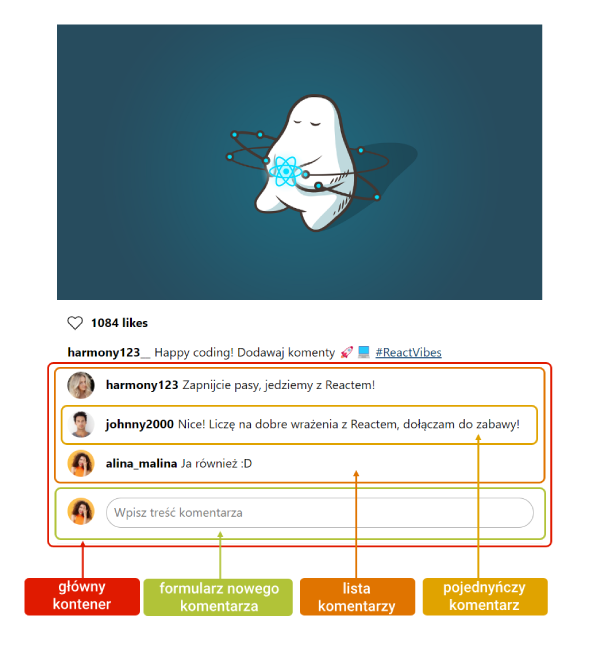 1084 likes
harmony123__ Happy coding! Dodawaj komenty 🚀 💻 #ReactVibes
harmony123 Zapnijcie pasy, jedziemy z Reactem!
johnny2000 Nice! Liczę na dobre wrażenia z Reactem, dołączam do zabawy!
alina_malina Ja również :D
Wpisz treść komentarza
główny
kontener
formularz nowego
komentarza
lista
komentarzy
pojednyńczy
komentarz